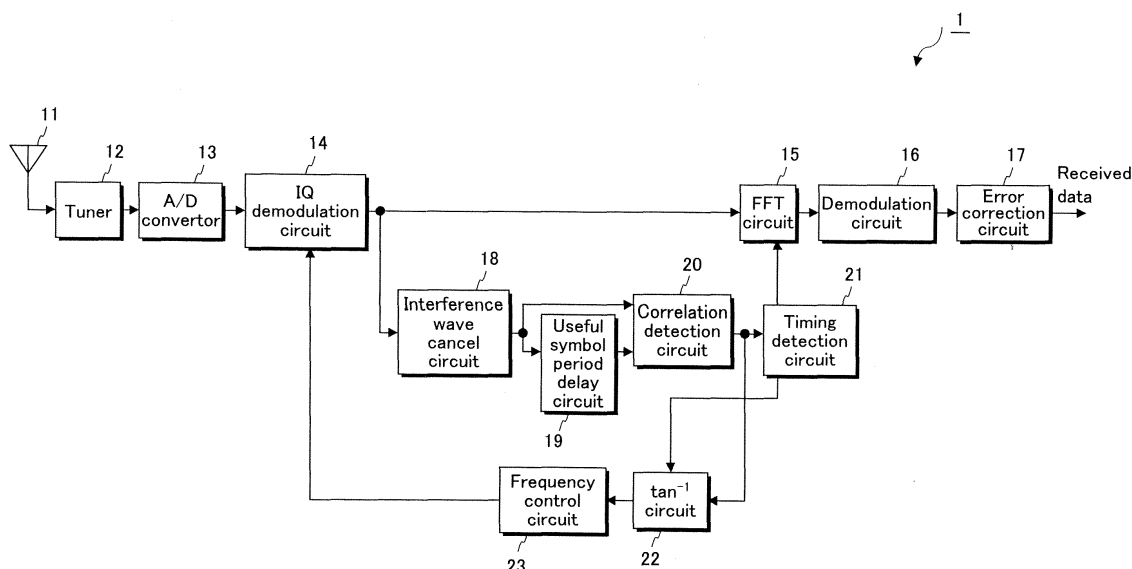 1
11
12
13
14
15
16
17
Received
data
Tuner
A/D
convertor
IQ
demodulation
circuit
FFT
circuit
Demodulation
circuit
Error
correction
circuit
18
20
21
Interference
wave
cancel
circuit
Useful
symbol
period
delay
circuit
Correlation
detection
circuit
Timing
detection
circuit
19
Frequency
control
circuit
tan⁻¹
circuit
23
22